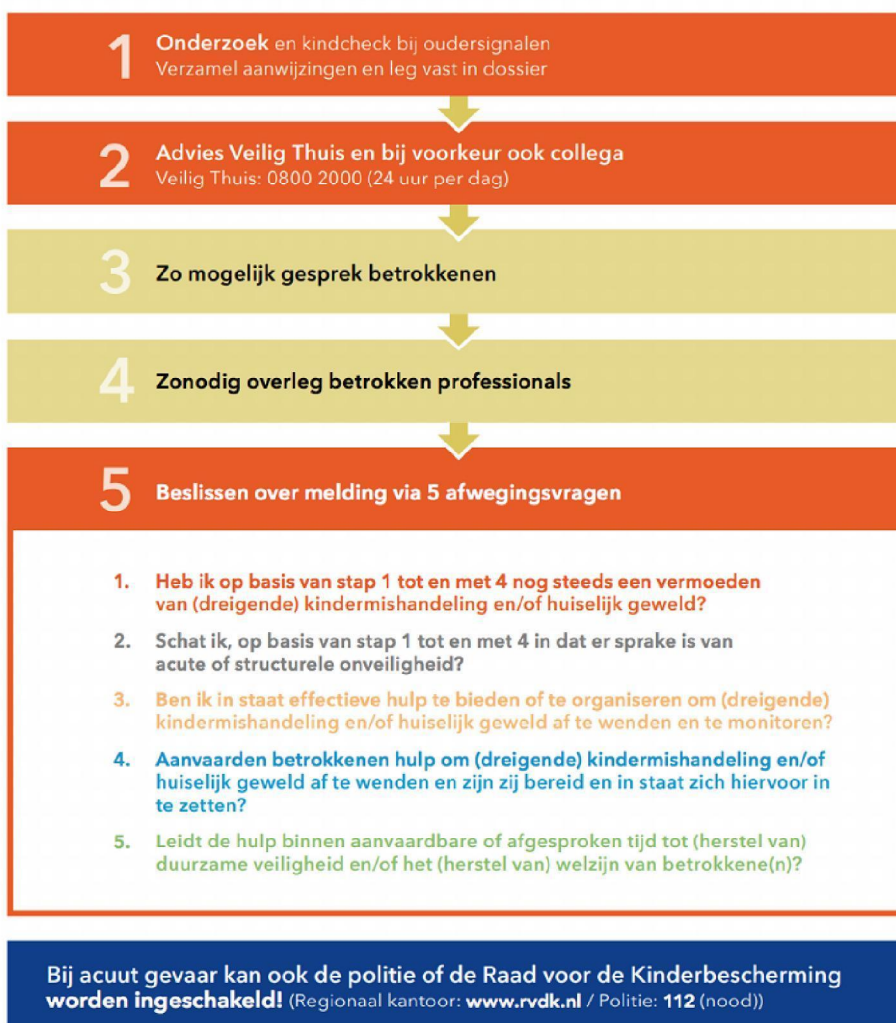 1 Onderzoek en kindcheck bij oudersignalen
Verzamel aanwijzingen en leg vast in dossier
2 Advies Veilig Thuis en bij voorkeur ook collega
Veilig Thuis: 0800 2000 (24 uur per dag)
3 Zo mogelijk gesprek betrokkenen
4 Zonodig overleg betrokken professionals
5 Beslissen over melding via 5 afwegingsvragen
1. Heb ik op basis van stap 1 tot en met 4 nog steeds een vermoeden
van (dreigende) kindermishandeling en/of huiselijk geweld?
2. Schat ik, op basis van stap 1 tot en met 4 in dat er sprake is van
acute of structurele onveiligheid?
3. Ben ik in staat effectieve hulp te bieden of te organiseren om (dreigende)
kindermishandeling en/of huiselijk geweld af te wenden en te monitoren?
4. Aanvaarden betrokkenen hulp om (dreigende) kindermishandeling en/of
huiselijk geweld af te wenden en zijn zij bereid en in staat zich hiervoor in
te zetten?
5. Leidt de hulp binnen aanvaardbare of afgesproken tijd tot (herstel van)
duurzame veiligheid en/of het (herstel van) welzijn van betrokkene(n)?
Bij acuut gevaar kan ook de politie of de Raad voor de Kinderbescherming
worden ingeschakeld! (Regionaal kantoor: www.rvdk.nl / Politie: 112 (nood))